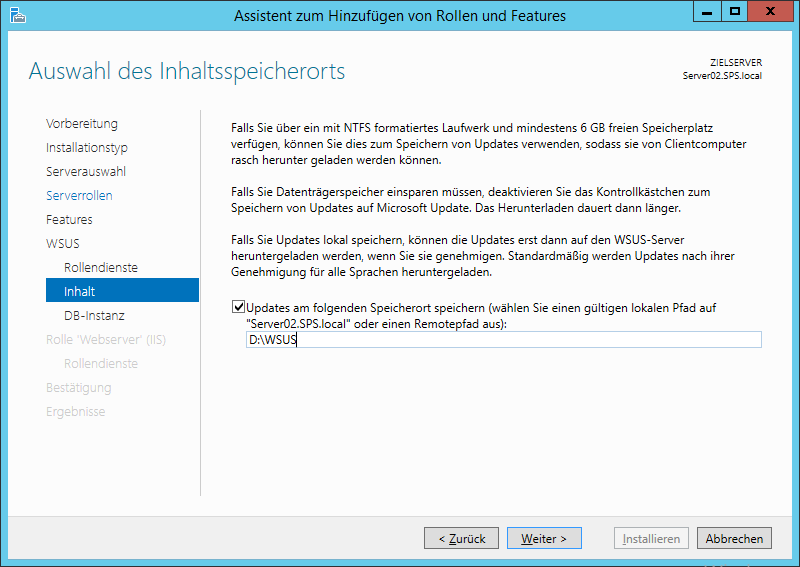 Assistent zum Hinzufügen von Rollen und Features
Auswahl des Inhaltsspeicherorts
ZIELSERVER
Server02.SPS.local
Vorbereitung
Installationstyp
Serverauswahl
Serverrollen
Features
WSUS
Rollendienste
Inhalt
DB-Instanz
Rolle 'Webserver' (IIS)
Rollendienste
Bestätigung
Ergebnisse
Falls Sie über ein mit NTFS formatiertes Laufwerk und mindestens 6 GB freien Speicherplatz
verfügen, können Sie dies zum Speichern von Updates verwenden, sodass sie von Clientcomputer
rasch herunter geladen werden können.
Falls Sie Datenträgerspeicher einsparen müssen, deaktivieren Sie das Kontrollkästchen zum
Speichern von Updates auf Microsoft Update. Das Herunterladen dauert dann länger.
Falls Sie Updates lokal speichern, können die Updates erst dann auf den WSUS-Server
heruntergeladen werden, wenn Sie sie genehmigen. Standardmäßig werden Updates nach ihrer
Genehmigung für alle Sprachen heruntergeladen.
Updates am folgenden Speicherort speichern (wählen Sie einen gültigen lokalen Pfad auf
"Server02.SPS.local" oder einen Remotepfad aus):
D:\WSUS
< Zurück
Weiter >
Installieren
Abbrechen